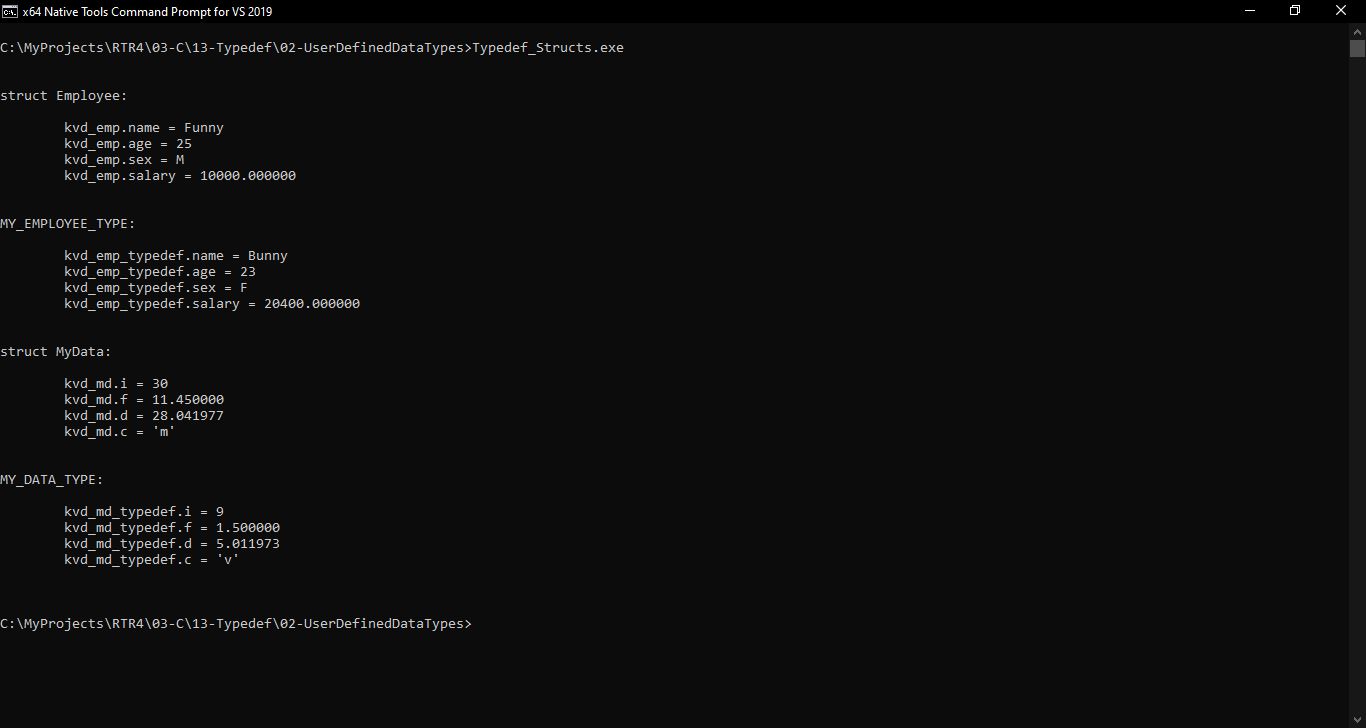 x64 Native Tools Command Prompt for VS 2019
C:\MyProjects\RTR4\03-C\13-Typedef\02-UserDefinedDataTypes>Typedef_Structs.exe
struct Employee:
kvd_emp.name = Funny
kvd_emp.age = 25
kvd_emp.sex = M
kvd_emp.salary = 10000.000000
MY_EMPLOYEE_TYPE:
kvd_emp_typedef.name = Bunny
kvd_emp_typedef.age = 23
kvd_emp_typedef.sex = F
kvd_emp_typedef.salary = 20400.000000
struct MyData:
kvd_md.i = 30
kvd_md.f = 11.450000
kvd_md.d = 28.041977
kvd_md.c = 'm'
MY_DATA_TYPE:
kvd_md_typedef.i = 9
kvd_md_typedef.f = 1.500000
kvd_md_typedef.d = 5.011973
kvd_md_typedef.c = 'v'
C:\MyProjects\RTR4\03-C\13-Typedef\02-UserDefinedDataTypes>